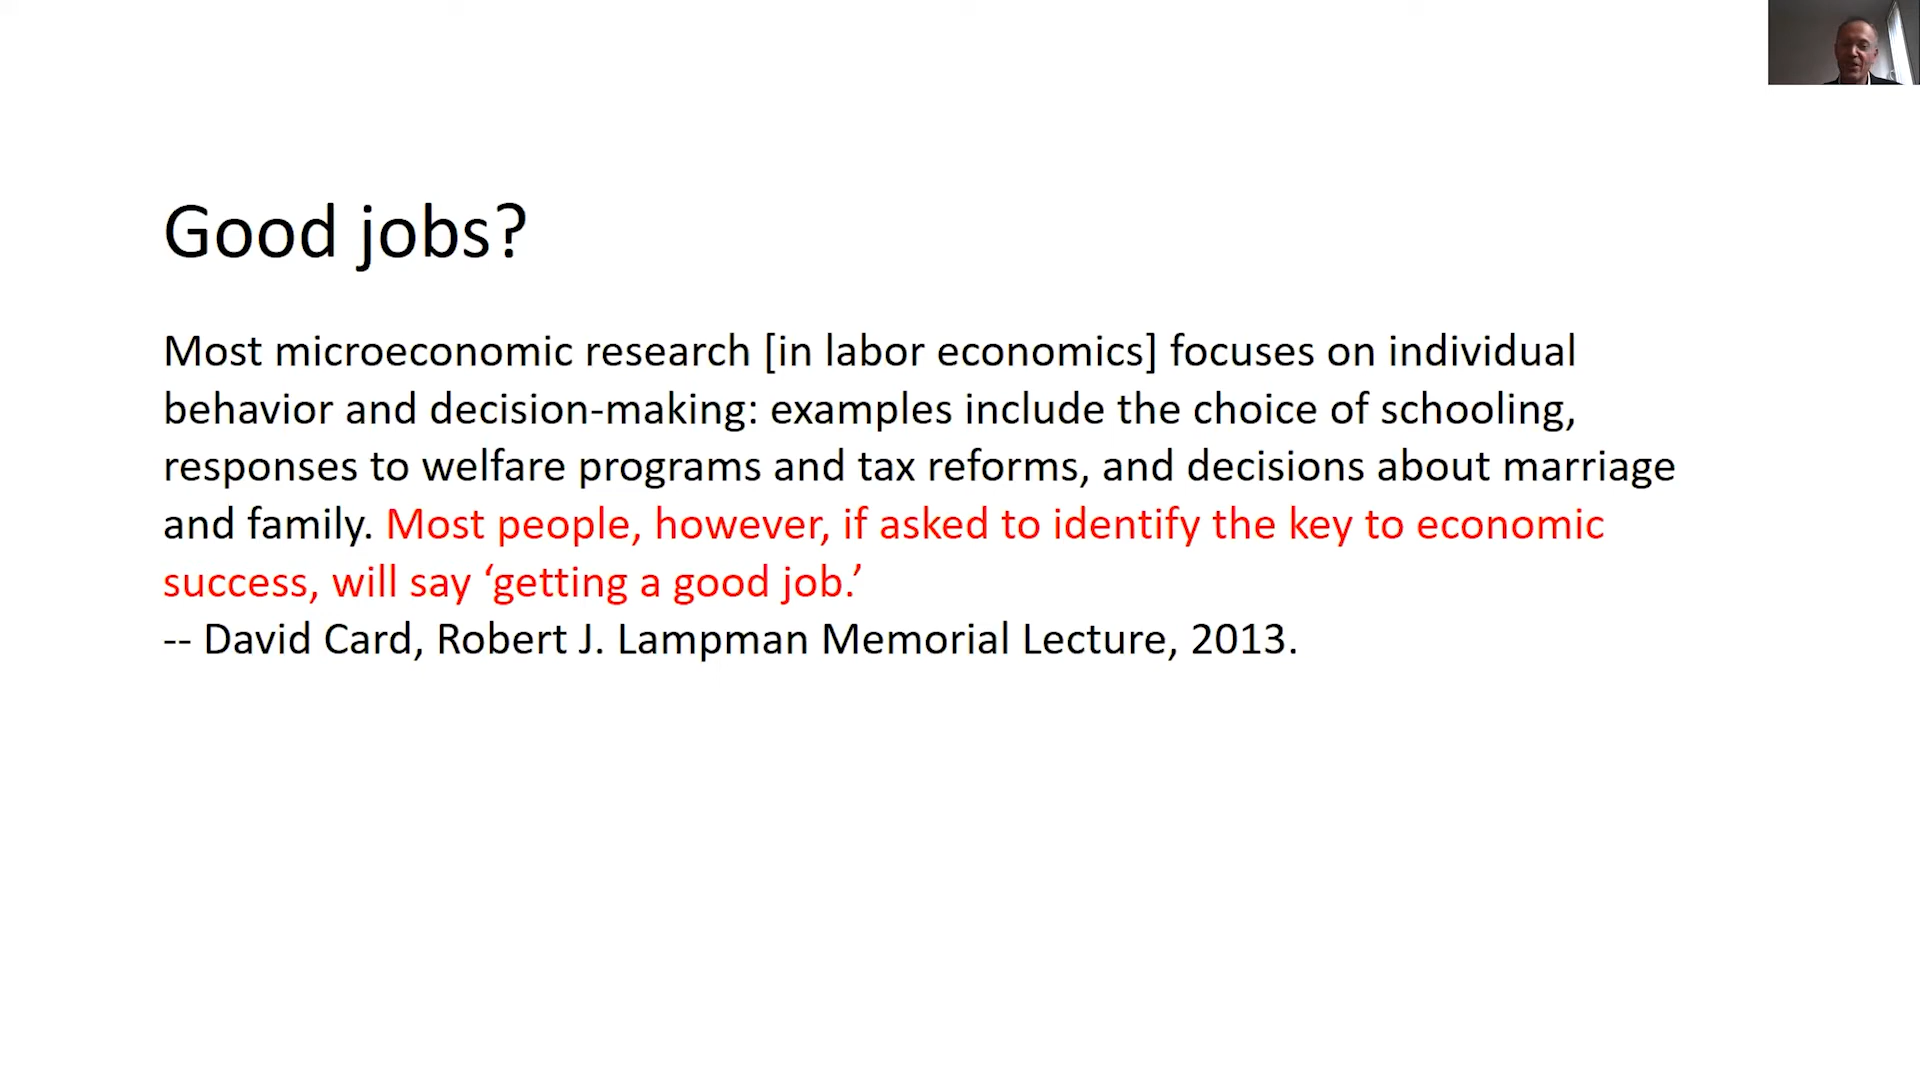 Good jobs?
Most microeconomic research [in labor economics] focuses on individual
behavior and decision-making: examples include the choice of schooling,
responses to welfare programs and tax reforms, and decisions about marriage
and family. Most people, however, if asked to identify the key to economic
success, will say ‘getting a good job.’
-- David Card, Robert J. Lampman Memorial Lecture, 2013.